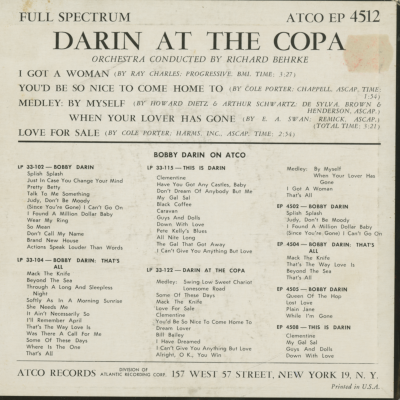 FULL SPECTRUM
ATCO EP 4512
DARIN AT THE COPA
ORCHESTRA CONDUCTED BY RICHARD BEHRKE
I GOT A WOMAN (BY RAY CHARLES; PROGRESSIVE, BMI. TIME: 3:27)
YOU'D BE SO NICE TO COME HOME TO (BY COLE PORTER; CHAPPELL, ASCAP, TIME: 1:54)
MEDLEY: BY MYSELF (BY HOWARD DIETZ & ARTHUR SCHWARTZ; DE SYLVA, BROWN & HENDERSON, ASCAP.)
WHEN YOUR LOVER HAS GONE (BY E. A. SWAN; REMICK, ASCAP.) (TOTAL TIME: 3:21)
LOVE FOR SALE (BY COLE PORTER; HARMS, INC., ASCAP. TIME: 2:54)
BOBBY DARIN ON ATCO
LP 33-102 — BOBBY DARIN
Splish Splash
Just In Case You Change Your Mind
Pretty Betty
Talk To Me Something
Judy, Don't Be Moody
(Since You're Gone) I Can't Go On
I Found A Million Dollar Baby
Wear My Ring
So Mean
Don't Call My Name
Brand New House
Actions Speak Louder Than Words
LP 33-104 — BOBBY DARIN: THAT'S ALL
Mack The Knife
Beyond The Sea
Through A Long And Sleepless Night
Softly As In A Morning Sunrise
She Needs Me
It Ain't Necessarily So
I'll Remember April
That's The Way Love Is
Was There A Call For Me
Some Of These Days
Where Is The One
That's All
LP 33-115 — THIS IS DARIN
Clementine
Have You Got Any Castles, Baby
Don't Dream Of Anybody But Me
My Gal Sal
Black Coffee
Caravan
Guys And Dolls
Down With Love
Pete Kelly's Blues
All Nite Long
The Gal That Got Away
I Can't Give You Anything But Love
LP 33-122 — DARIN AT THE COPA
Medley: Swing Low Sweet Chariot
Lonesome Road
Some Of These Days
Mack The Knife
Love For Sale
Clementine
You'd Be So Nice To Come Home To
Dream Lover
Bill Bailey
I Have Dreamed
I Can't Give You Anything But Love
Alright, O.K., You Win
Medley: By Myself
When Your Lover Has Gone
I Got A Woman
That's All
EP 4502 — BOBBY DARIN
Splish Splash
Judy, Don't Be Moody
I Found A Million Dollar Baby
(Since You're Gone) I Can't Go On
EP 4504 — BOBBY DARIN: THAT'S ALL
Mack The Knife
That's The Way Love Is
Beyond The Sea
That's All
EP 4505 — BOBBY DARIN
Queen Of The Hop
Lost Love
Plain Jane
While I'm Gone
EP 4508 — THIS IS DARIN
Clementine
My Gal Sal
Guys And Dolls
Down With Love
ATCO RECORDS DIVISION OF ATLANTIC RECORDING CORP. 157 WEST 57 STREET, NEW YORK 19, N. Y.
Printed in U.S.A.